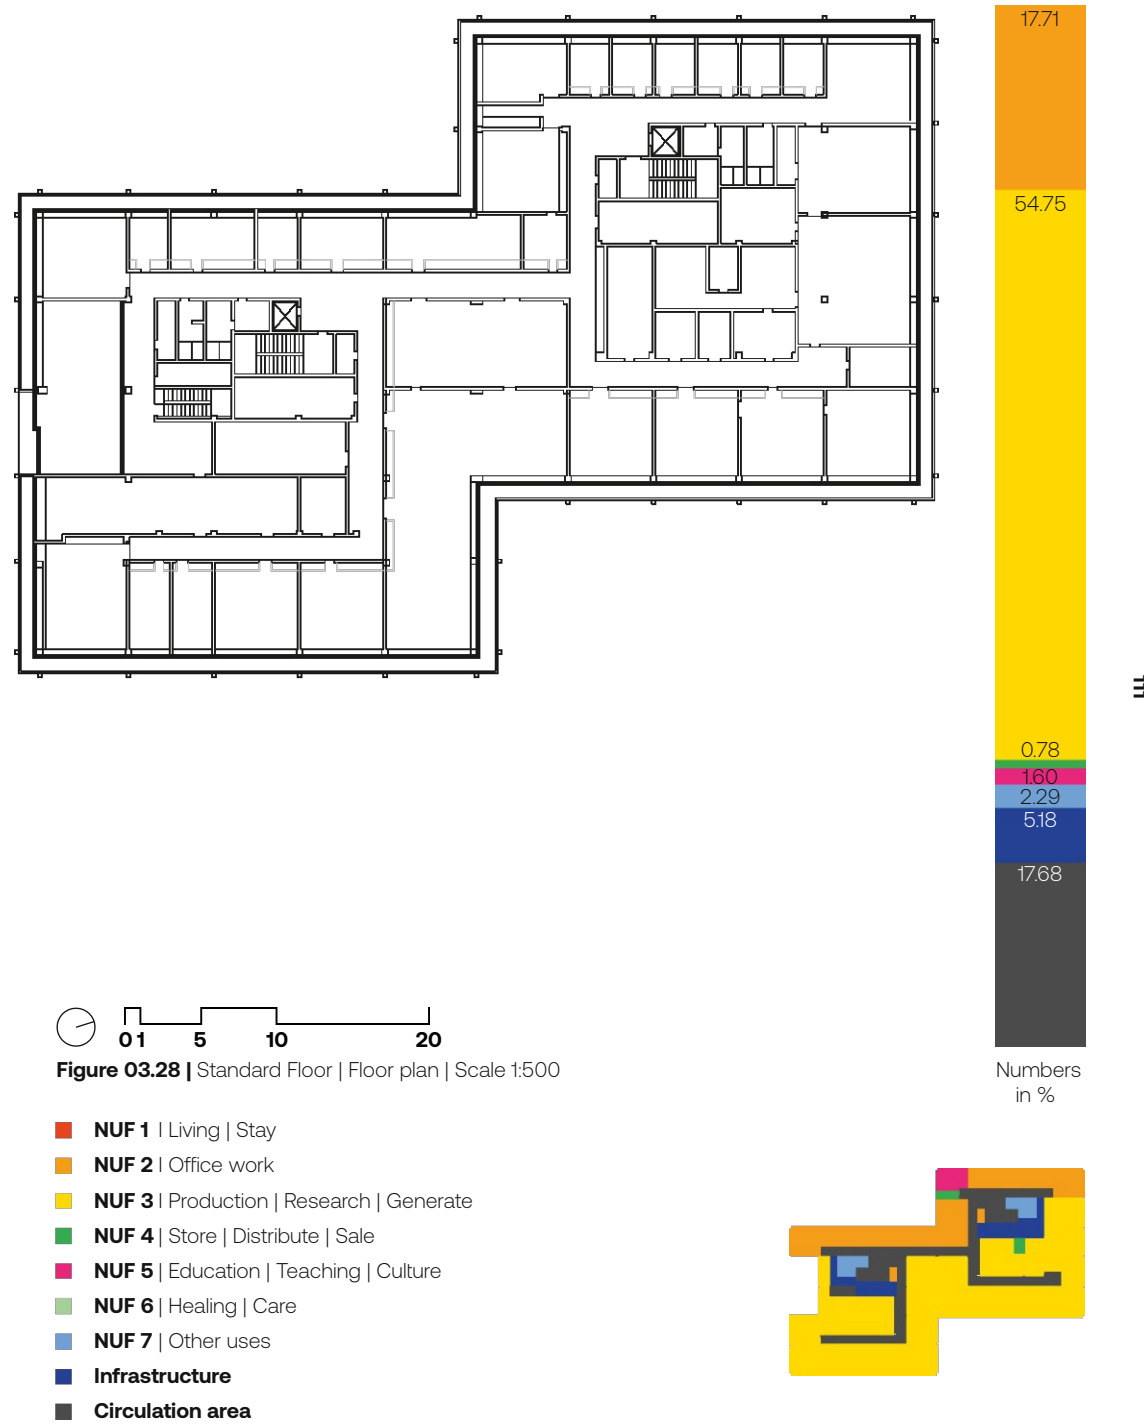 17.71
54.75
0.78
1.60
2.29
5.18
17.68
Numbers
in %
0 1 5 10 20
Figure 03.28 | Standard Floor | Floor plan | Scale 1:500
NUF 1 | Living | Stay
NUF 2 | Office work
NUF 3 | Production | Research | Generate
NUF 4 | Store | Distribute | Sale
NUF 5 | Education | Teaching | Culture
NUF 6 | Healing | Care
NUF 7 | Other uses
Infrastructure
Circulation area